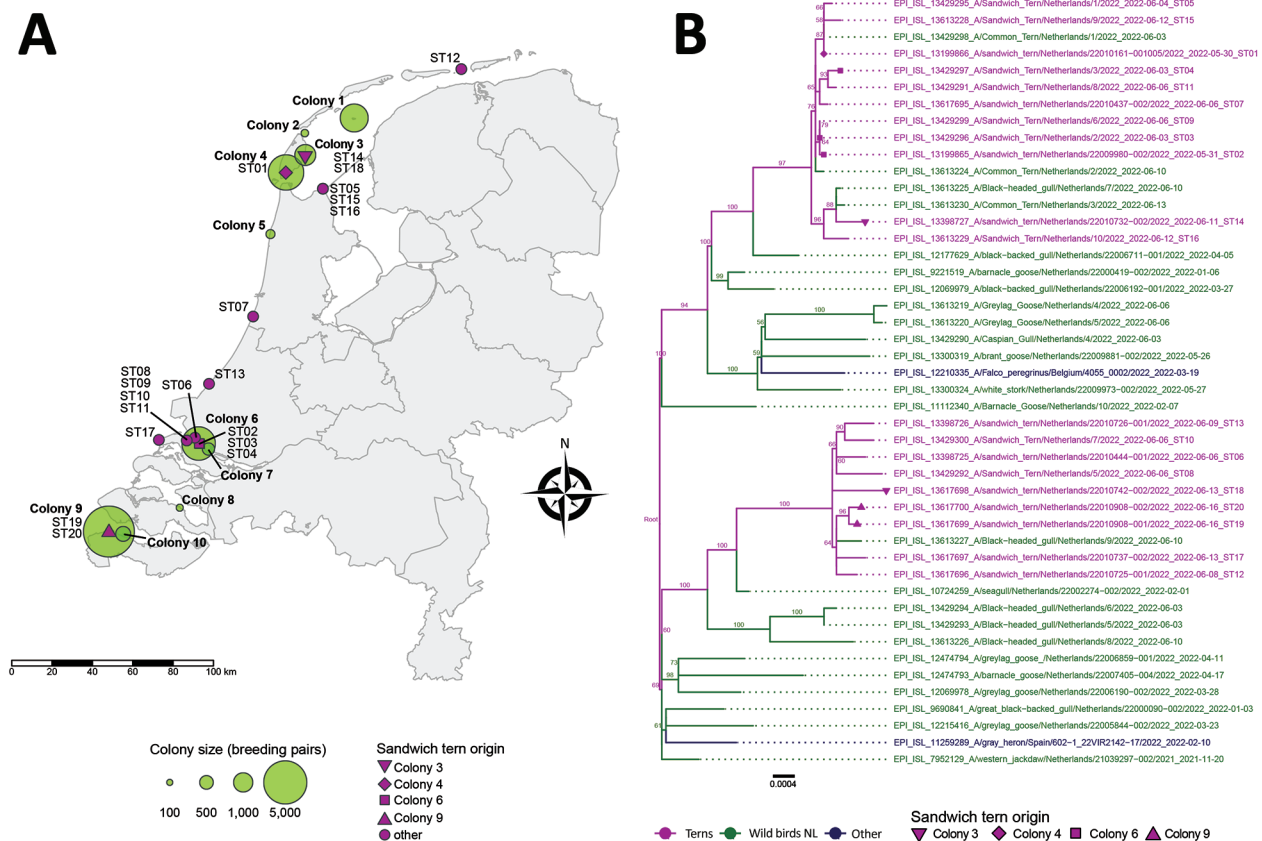 A
ST12
Colony 1
Colony 2
Colony 3
ST14
ST18
Colony 4
ST01
ST05
ST15
ST16
Colony 5
ST07
ST13
ST08
ST09
ST10
ST11
ST06
Colony 6
ST02
ST03
ST04
ST17
Colony 7
Colony 8
Colony 9
ST19
ST20
Colony 10
N
0 20 40 60 80 100 km
Colony size (breeding pairs)
100 500 1,000 5,000
Sandwich tern origin
Colony 3
Colony 4
Colony 6
Colony 9
other
B
EPI_ISL_13429295_A/Sandwich_Tern/Netherlands/1/2022_2022-06-04_ST05
EPI_ISL_13613228_A/Sandwich_Tern/Netherlands/9/2022_2022-06-12_ST15
EPI_ISL_13429298_A/Common_Tern/Netherlands/1/2022_2022-06-03
EPI_ISL_13199866_A/sandwich_tern/Netherlands/22010161-001005/2022_2022-05-30_ST01
EPI_ISL_13429297_A/Sandwich_Tern/Netherlands/3/2022_2022-06-03_ST04
EPI_ISL_13429291_A/Sandwich_Tern/Netherlands/8/2022_2022-06-06_ST11
EPI_ISL_13617695_A/sandwich_tern/Netherlands/22010437-002/2022_2022-06-06_ST07
EPI_ISL_13429299_A/Sandwich_Tern/Netherlands/6/2022_2022-06-06_ST09
EPI_ISL_13429296_A/Sandwich_Tern/Netherlands/2/2022_2022-06-03_ST03
EPI_ISL_13199865_A/sandwich_tern/Netherlands/22009980-002/2022_2022-05-31_ST02
EPI_ISL_13613224_A/Common_Tern/Netherlands/2/2022_2022-06-10
EPI_ISL_13613225_A/Black-headed_gull/Netherlands/7/2022_2022-06-10
EPI_ISL_13613230_A/Common_Tern/Netherlands/3/2022_2022-06-13
EPI_ISL_13398727_A/sandwich_tern/Netherlands/22010732-002/2022_2022-06-11_ST14
EPI_ISL_13613229_A/Sandwich_Tern/Netherlands/10/2022_2022-06-12_ST16
EPI_ISL_12177629_A/black-backed_gull/Netherlands/22006711-001/2022_2022-04-05
EPI_ISL_9221519_A/barnacle_goose/Netherlands/22000419-002/2022_2022-01-06
EPI_ISL_12069979_A/black-backed_gull/Netherlands/22006192-001/2022_2022-03-27
EPI_ISL_13613219_A/Greylag_Goose/Netherlands/4/2022_2022-06-06
EPI_ISL_13613220_A/Greylag_Goose/Netherlands/5/2022_2022-06-06
EPI_ISL_13429290_A/Caspian_Gull/Netherlands/4/2022_2022-06-03
EPI_ISL_13300319_A/brant_goose/Netherlands/22009881-002/2022_2022-05-26
EPI_ISL_12210335_A/Falco_peregrinus/Belgium/4055_0002/2022_2022-03-19
EPI_ISL_13300324_A/white_stork/Netherlands/22009973-002/2022_2022-05-27
EPI_ISL_11112340_A/Barnacle_Goose/Netherlands/10/2022_2022-02-07
EPI_ISL_13398726_A/sandwich_tern/Netherlands/22010726-001/2022_2022-06-09_ST13
EPI_ISL_13429300_A/Sandwich_Tern/Netherlands/7/2022_2022-06-06_ST10
EPI_ISL_13398725_A/sandwich_tern/Netherlands/22010444-001/2022_2022-06-06_ST06
EPI_ISL_13429292_A/Sandwich_Tern/Netherlands/5/2022_2022-06-06_ST08
EPI_ISL_13617698_A/sandwich_tern/Netherlands/22010742-002/2022_2022-06-13_ST18
EPI_ISL_13617700_A/sandwich_tern/Netherlands/22010908-002/2022_2022-06-16_ST20
EPI_ISL_13617699_A/sandwich_tern/Netherlands/22010908-001/2022_2022-06-16_ST19
EPI_ISL_13613227_A/Black-headed_gull/Netherlands/9/2022_2022-06-10
EPI_ISL_13617697_A/sandwich_tern/Netherlands/22010737-002/2022_2022-06-13_ST17
EPI_ISL_13617696_A/sandwich_tern/Netherlands/22010725-001/2022_2022-06-08_ST12
EPI_ISL_10724259_A/seagull/Netherlands/22002274-002/2022_2022-02-01
EPI_ISL_13429294_A/Black-headed_gull/Netherlands/6/2022_2022-06-03
EPI_ISL_13429293_A/Black-headed_gull/Netherlands/5/2022_2022-06-03
EPI_ISL_13613226_A/Black-headed_gull/Netherlands/8/2022_2022-06-10
EPI_ISL_12474794_A/greylag_goose_/Netherlands/22006859-001/2022_2022-04-11
EPI_ISL_12474793_A/barnacle_goose/Netherlands/22007405-004/2022_2022-04-17
EPI_ISL_12069978_A/greylag_goose/Netherlands/22006190-002/2022_2022-03-28
EPI_ISL_9690841_A/great_black-backed_gull/Netherlands/22000090-002/2022_2022-01-03
EPI_ISL_12215416_A/greylag_goose/Netherlands/22005844-002/2022_2022-03-23
EPI_ISL_11259289_A/gray_heron/Spain/602-1_22VIR2142-17/2022_2022-02-10
EPI_ISL_7952129_A/western_jackdaw/Netherlands/21039297-002/2021_2021-11-20
Root
0.0004
Terns Wild birds NL Other
Sandwich tern origin
Colony 3 Colony 4 Colony 6 Colony 9